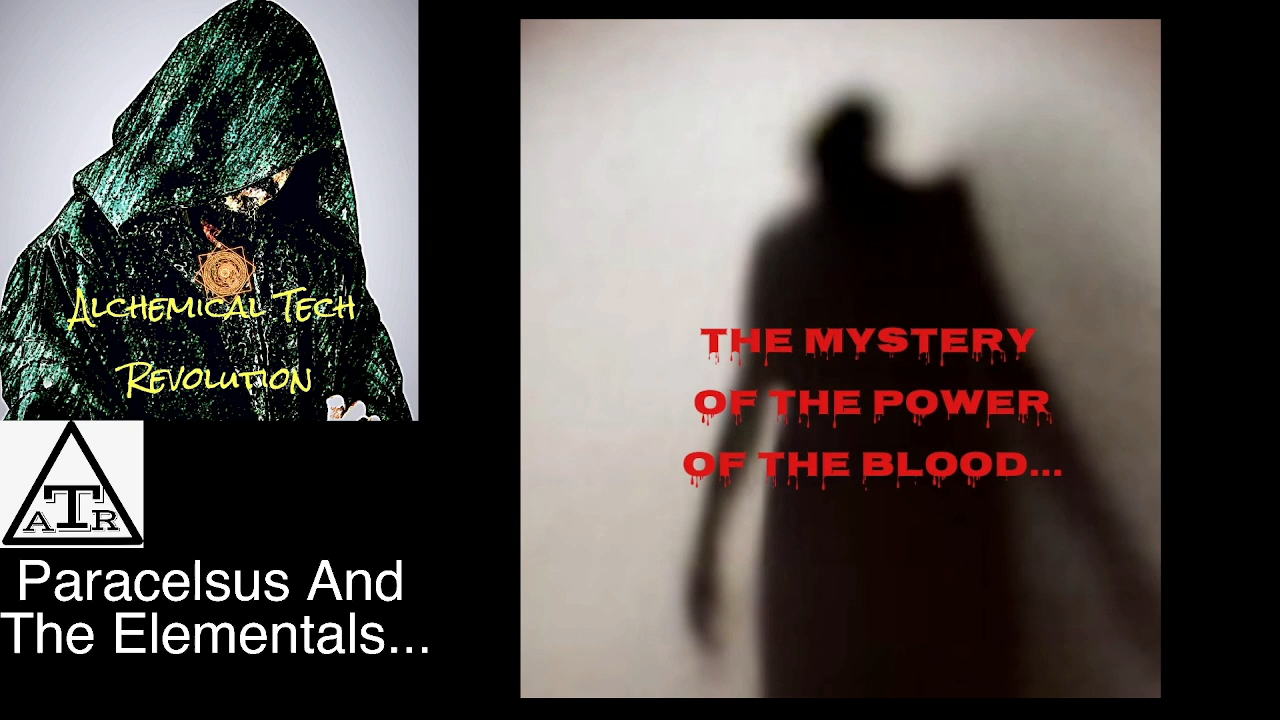 Alchemical Tech
Revolution
ATR
Paracelsus And
The Elementals...
THE MYSTERY
OF THE POWER
OF THE BLOOD...